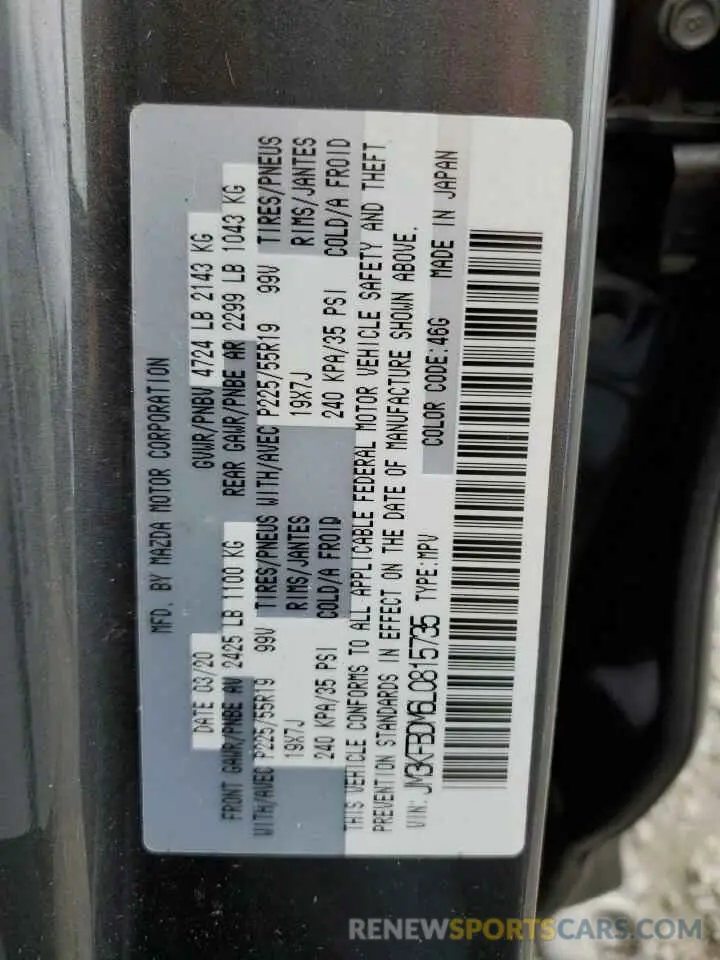 MFD. BY MAZDA MOTOR CORPORATION
DATE 03/20 GVWR/PNBU 4724 LB 2143 KG
FRONT GAWR/PNBE AV 2425 LB 1100 KG REAR GAWR/PNBE AR 2299 LB 1043 KG
WITH/AVEC P225/55R19 99V TIRES/PNEUS WITH/AVEC P225/55R19 99V TIRES/PNEUS
19X7J RIMS/JANTES 19X7J RIMS/JANTES
240 KPA/35 PSI COLD/A FROID 240 KPA/35 PSI COLD/A FROID
THIS VEHICLE CONFORMS TO ALL APPLICABLE FEDERAL MOTOR VEHICLE SAFETY AND THEFT
PREVENTION STANDARDS IN EFFECT ON THE DATE OF MANUFACTURE SHOWN ABOVE.
VIN: JM3KFBDM6L0815735 TYPE:MPV COLOR CODE:46G MADE IN JAPAN
RENEWSPORTSCARS.COM